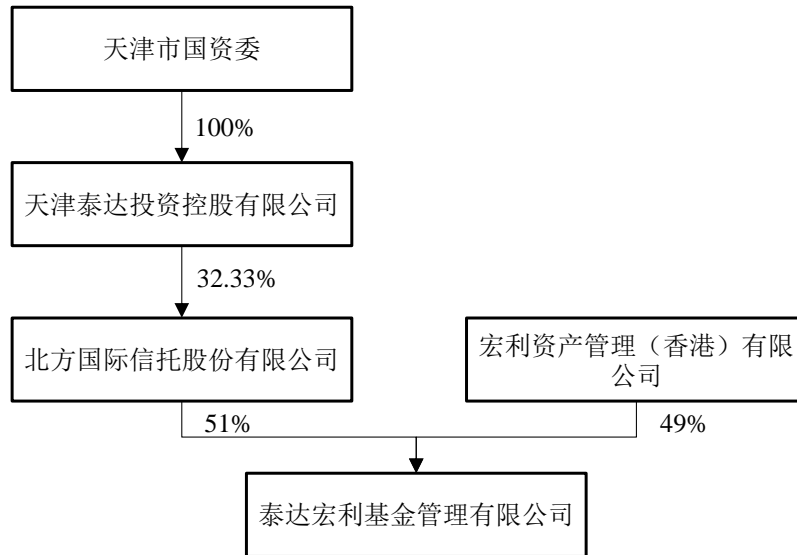 天津市国资委
100%
天津泰达投资控股有限公司
32.33%
北方国际信托股份有限公司
宏利资产管理（香港）有限
公司
51%
49%
泰达宏利基金管理有限公司